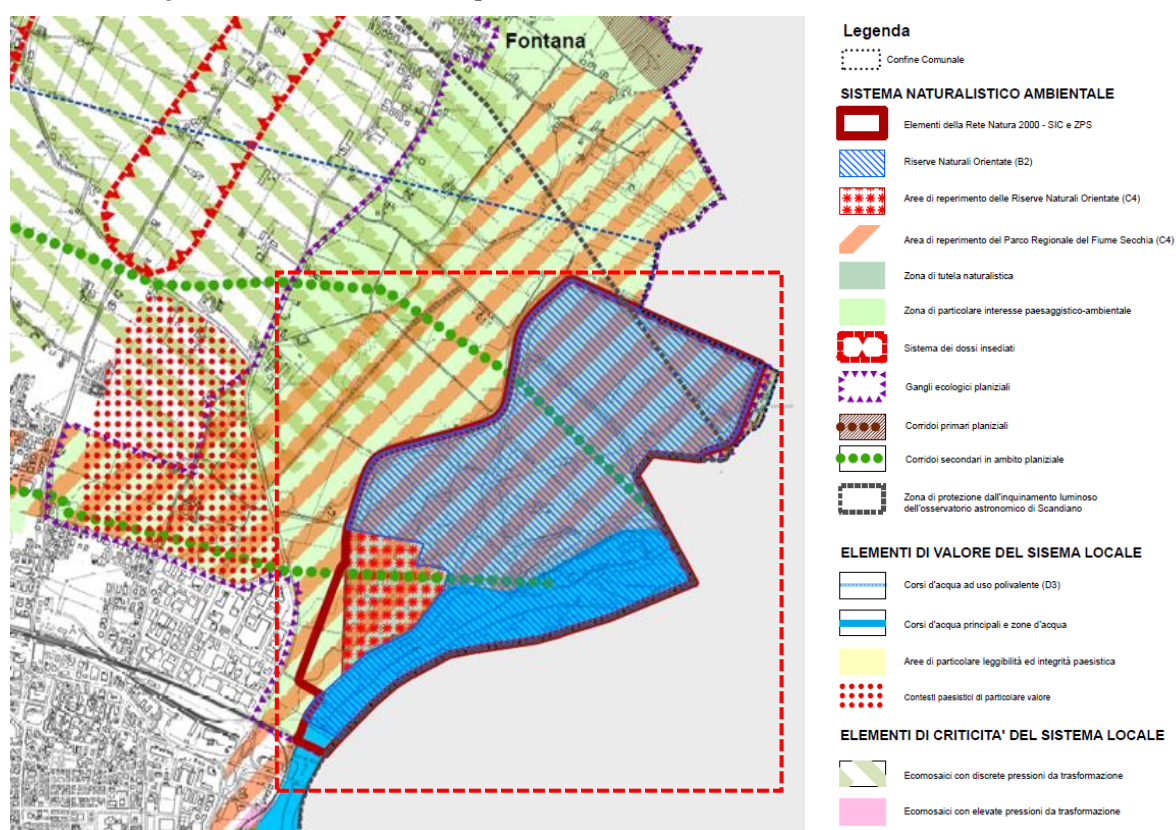 Fontana
Legenda
Confine Comunale
SISTEMA NATURALISTICO AMBIENTALE
Elementi della Rete Natura 2000 - SIC e ZPS
Riserve Naturali Orientate (B2)
Aree di reperimento delle Riserve Naturali Orientate (C4)
Area di reperimento del Parco Regionale del Fiume Secchia (C4)
Zona di tutela naturalistica
Zona di particolare interesse paesaggistico-ambientale
Sistema dei dossi insediati
Gangli ecologici planiziali
Corridoi primari planiziali
Corridoi secondari in ambito planiziale
Zona di protezione dall'inquinamento luminoso
dell'osservatorio astronomico di Scandiano
ELEMENTI DI VALORE DEL SISEMA LOCALE
Corsi d'acqua ad uso polivalente (D3)
Corsi d'acqua principali e zone d'acqua
Aree di particolare leggibilità ed integrità paesistica
Contesti paesistici di particolare valore
ELEMENTI DI CRITICITA' DEL SISTEMA LOCALE
Ecomosaici con discrete pressioni da trasformazione
Ecomosaici con elevate pressioni da trasformazione